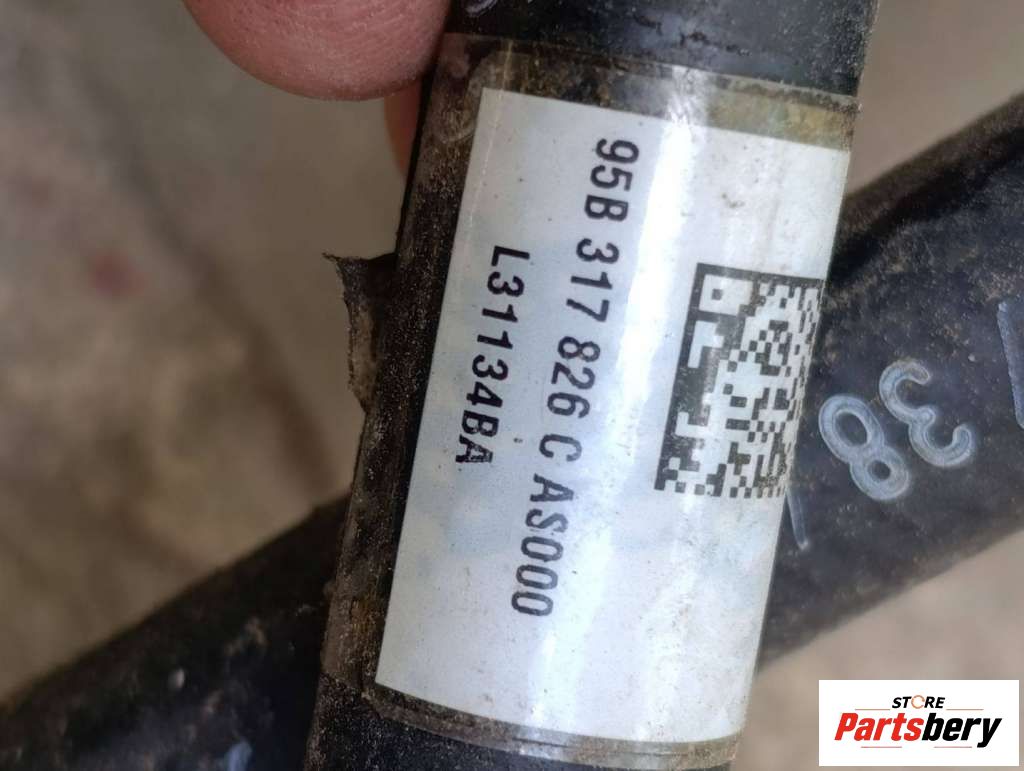 95B 317 826 C AS000
L31134BA
38
STORE
Partsbery